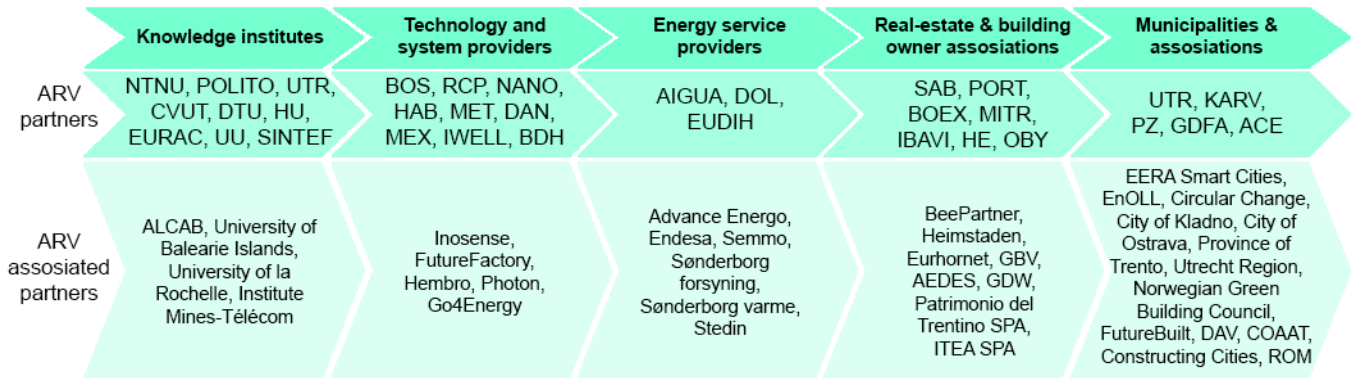 Knowledge institutes
Technology and
system providers
Energy service
providers
Real-estate & building
owner assosiations
Municipalities &
assosiations
ARV
partners
NTNU, POLITO, UTR,
CVUT, DTU, HU,
EURAC, UU, SINTEF
BOS, RCP, NANO,
HAB, MET, DAN,
MEX, IWELL, BDH
AIGUA, DOL,
EUDIH
SAB, PORT,
BOEX, MITR,
IBAVI, HE, OBY
UTR, KARV,
PZ, GDFA, ACE
ARV
assosiated
partners
ALCAB, University of
Balearie Islands,
University of la
Rochelle, Institute
Mines-Télécom
Inosense,
FutureFactory,
Hembro, Photon,
Go4Energy
Advance Energo,
Endesa, Semmo,
Sønderborg
forsyning,
Sønderborg varme,
Stedin
BeePartner,
Heimstaden,
Eurhornet, GBV,
AEDES, GDW,
Patrimonio del
Trentino SPA,
ITEA SPA
EERA Smart Cities,
EnOLL, Circular Change,
City of Kladno, City of
Ostrava, Province of
Trento, Utrecht Region,
Norwegian Green
Building Council,
FutureBuilt, DAV, COAAT,
Constructing Cities, ROM